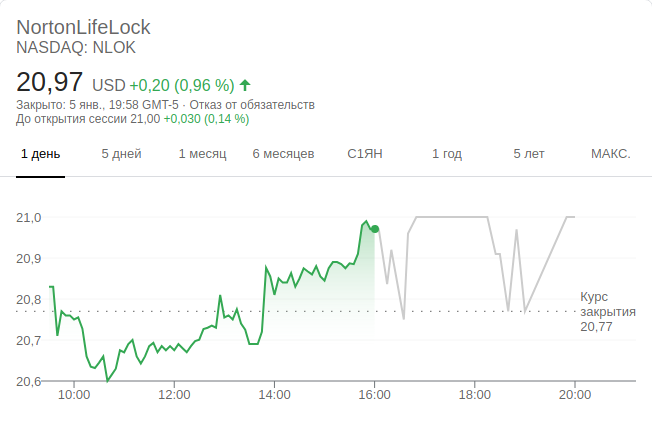 NortonLifeLock
NASDAQ: NLOK
20,97 USD +0,20 (0,96 %)
Закрыто: 5 янв., 19:58 GMT-5 · Отказ от обязательств
До открытия сессии 21,00 +0,030 (0,14 %)
1 день 5 дней 1 месяц 6 месяцев С1ЯН 1 год 5 лет МАКС.
21,0
20,9
20,8
20,7
20,6
Курс
закрытия
20,77
10:00 12:00 14:00 16:00 18:00 20:00